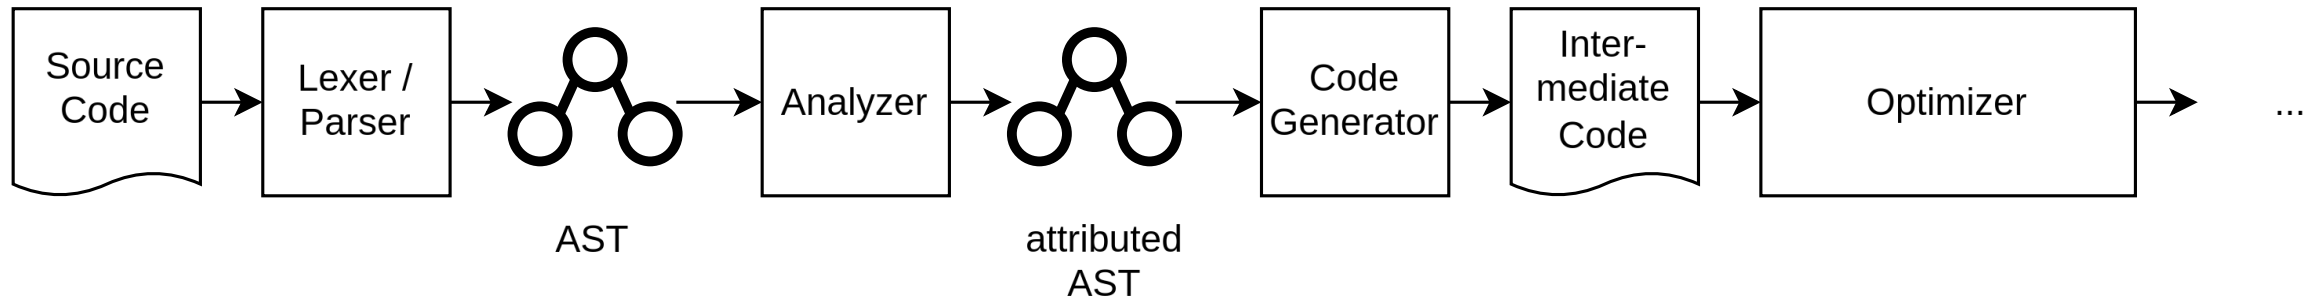 Source
Code
Lexer /
Parser
AST
Analyzer
attributed
AST
Code
Generator
Inter-
mediate
Code
Optimizer
...